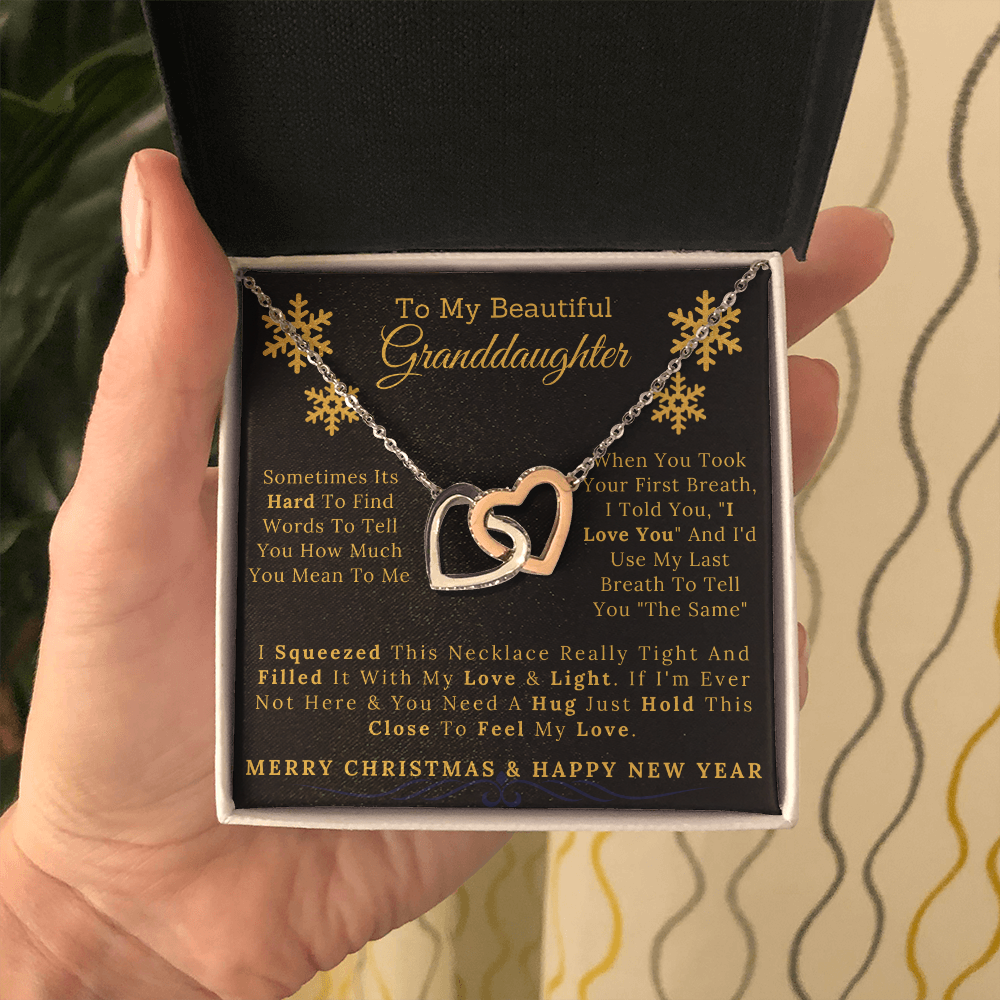 To My Beautiful
Granddaughter
Sometimes Its
Hard To Find
Words To Tell
You How Much
You Mean To Me
When You Took
Your First Breath,
I Told You, "I
Love You" And I'd
Use My Last
Breath To Tell
You "The Same"
I Squeezed This Necklace Really Tight And
Filled It With My Love & Light. If I'm Ever
Not Here & You Need A Hug Just Hold This
Close To Feel My Love.
MERRY CHRISTMAS & HAPPY NEW YEAR